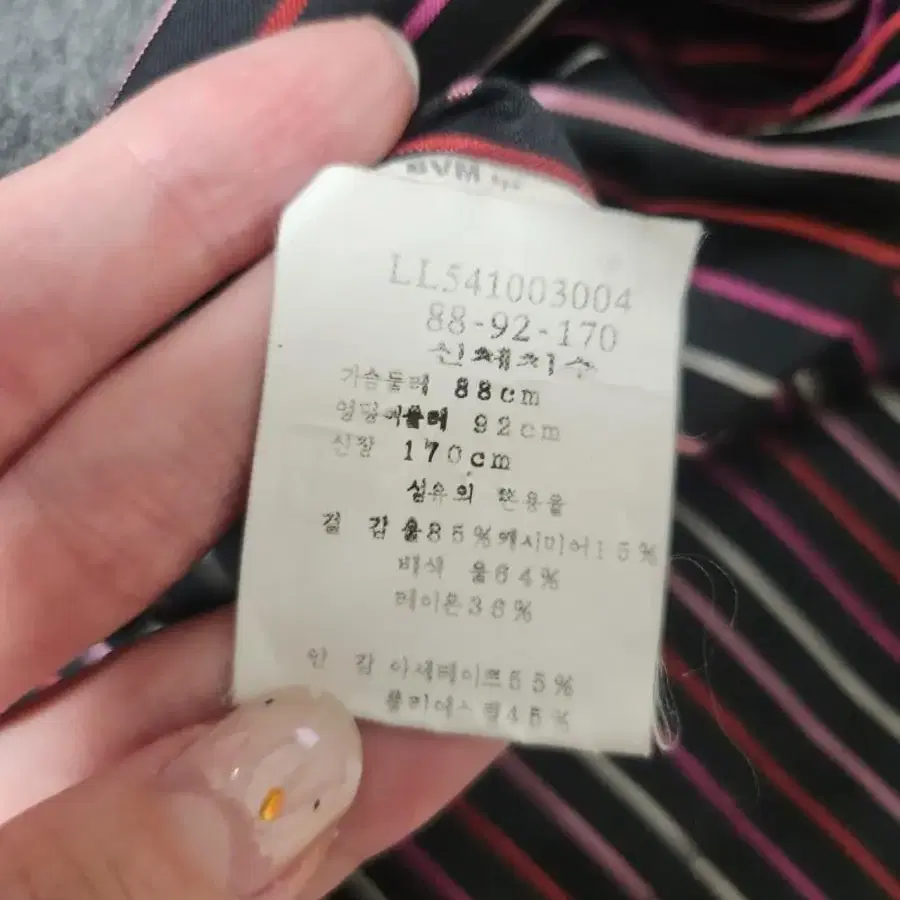 LL541003004
88-92-170
신체치수
가슴둘레 88cm
엉덩이둘레 92cm
신장 170cm
섬유의 혼용율
겉 감 울85%캐시미어15%
배색 울64%
레이온36%
안 감 아세테이트55%
폴리에스텔45%